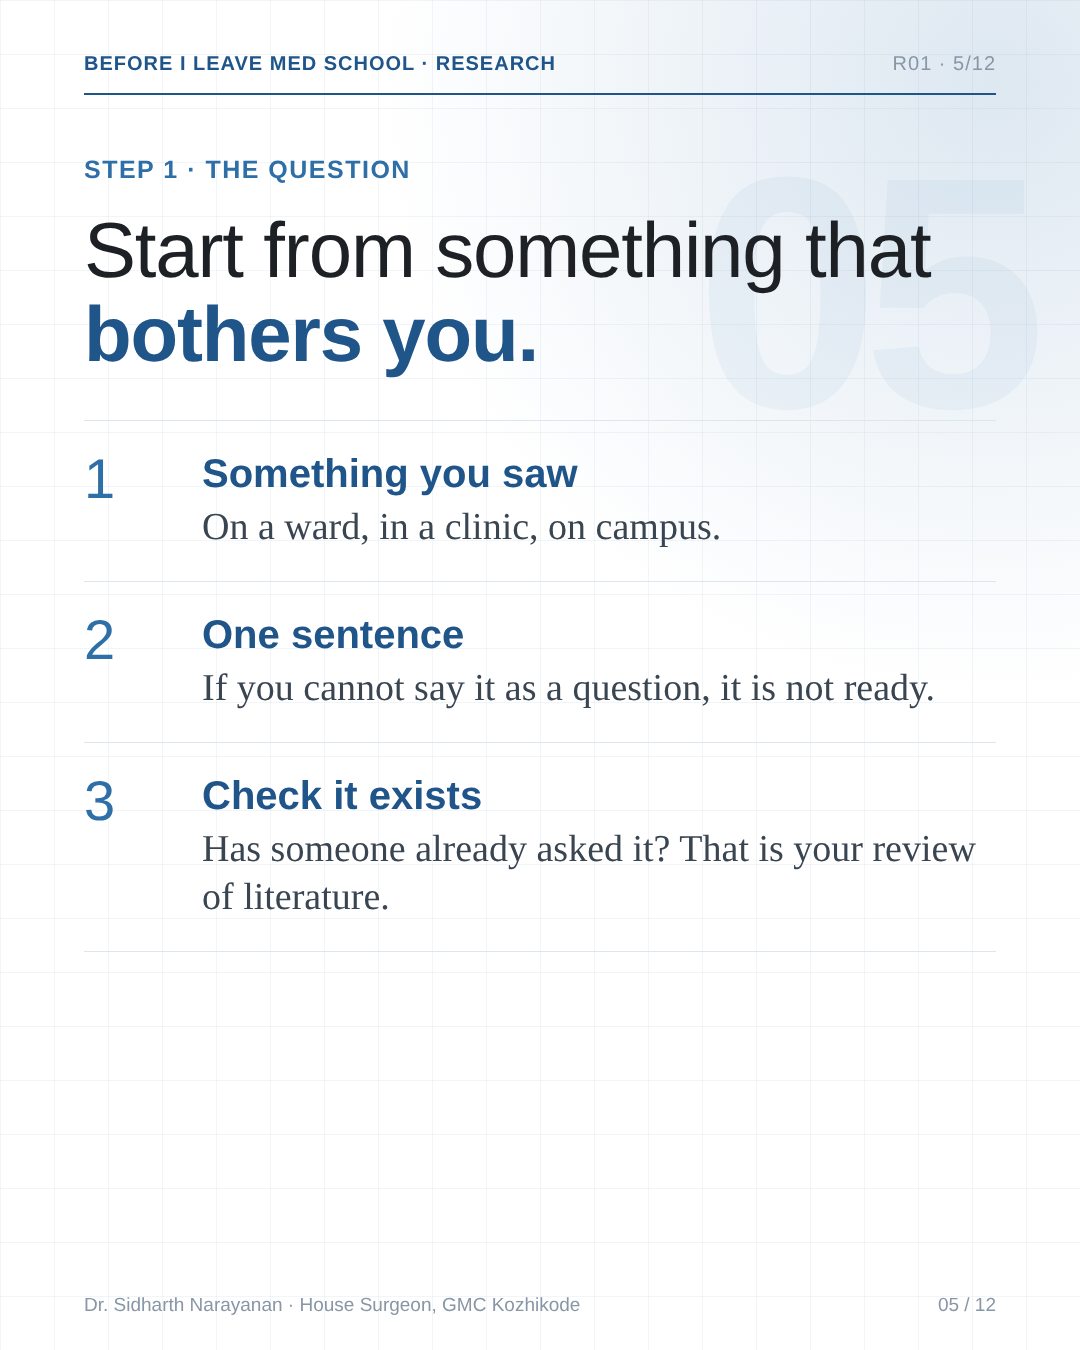 BEFORE I LEAVE MED SCHOOL · RESEARCH
R01 · 5/12
STEP 1 · THE QUESTION
05
Start from something that
bothers you.
1
Something you saw
On a ward, in a clinic, on campus.
2
One sentence
If you cannot say it as a question, it is not ready.
3
Check it exists
Has someone already asked it? That is your review
of literature.
Dr. Sidharth Narayanan · House Surgeon, GMC Kozhikode
05 / 12